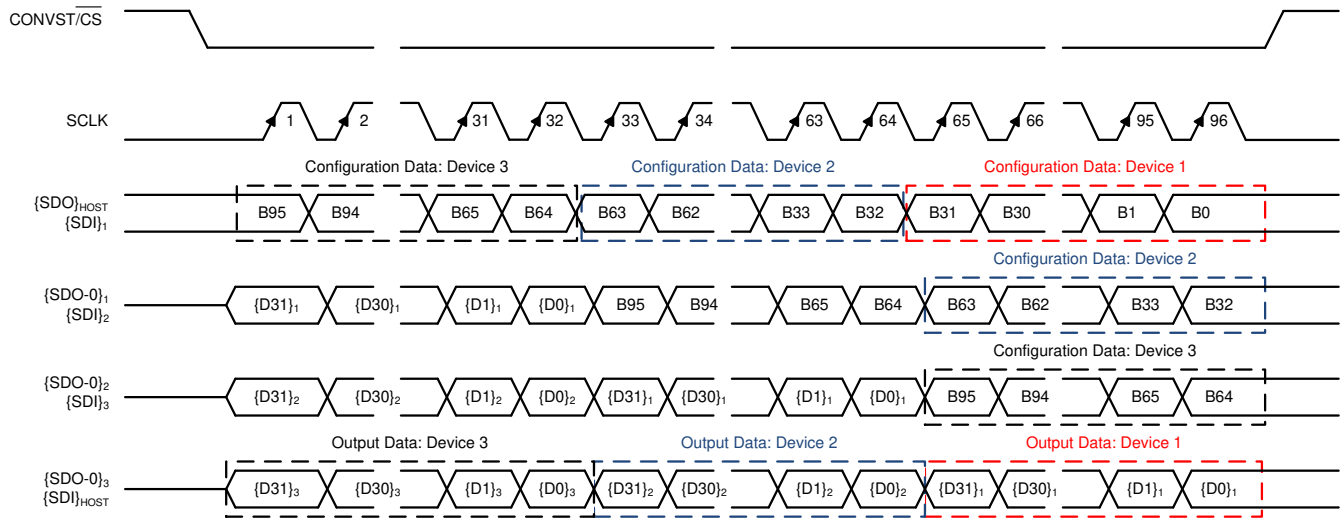 CONVST/CS
SCLK
1 2 31 32 33 34 63 64 65 66 95 96
Configuration Data: Device 3 Configuration Data: Device 2 Configuration Data: Device 1
{SDO}HOST
{SDI}1
B95 B94 B65 B64 B63 B62 B33 B32 B31 B30 B1 B0
Configuration Data: Device 2
{SDO-0}1
{SDI}2
{D31}1 {D30}1 {D1}1 {D0}1 B95 B94 B65 B64 B63 B62 B33 B32
Configuration Data: Device 3
{SDO-0}2
{SDI}3
{D31}2 {D30}2 {D1}2 {D0}2 {D31}1 {D30}1 {D1}1 {D0}1 B95 B94 B65 B64
Output Data: Device 3 Output Data: Device 2 Output Data: Device 1
{SDO-0}3
{SDI}HOST
{D31}3 {D30}3 {D1}3 {D0}3 {D31}2 {D30}2 {D1}2 {D0}2 {D31}1 {D30}1 {D1}1 {D0}1